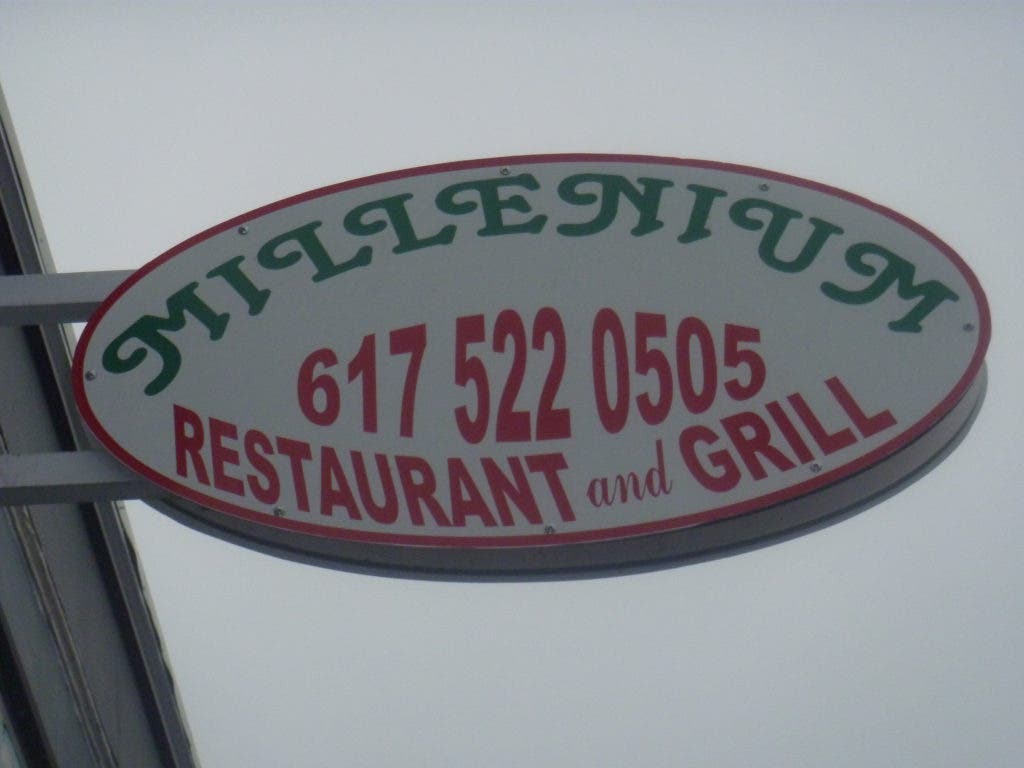 MILLENIUM
617 522 0505
RESTAURANT and GRILL